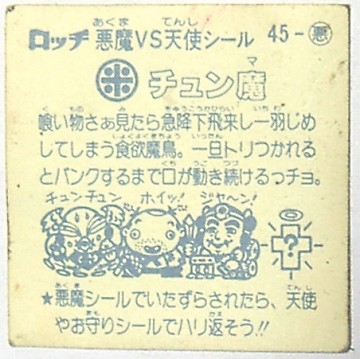 ロッチ 悪魔VS天使シール 45-悪
米 チュン魔
喰い物さぁ見たら急降下飛来し一羽じめ
してしまう食欲魔鳥。一旦トリつかれる
とパンクするまで口が動き続けるっチョ。
チュンチュン ホイッ! ジャ〜ン!
★悪魔シールでいたずらされたら、天使
やお守りシールでハリ返そう!!